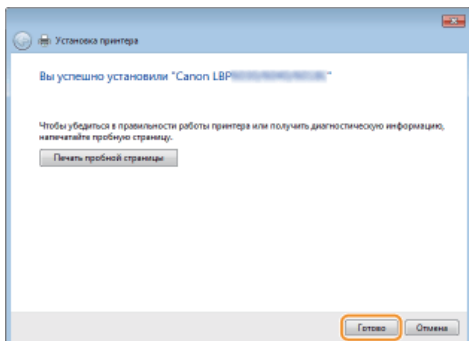 Установка принтера
Вы успешно установили "Canon LBP "
Чтобы убедиться в правильности работы принтера или получить диагностическую информацию,
напечатайте пробную страницу.
Печать пробной страницы
Готово Отмена